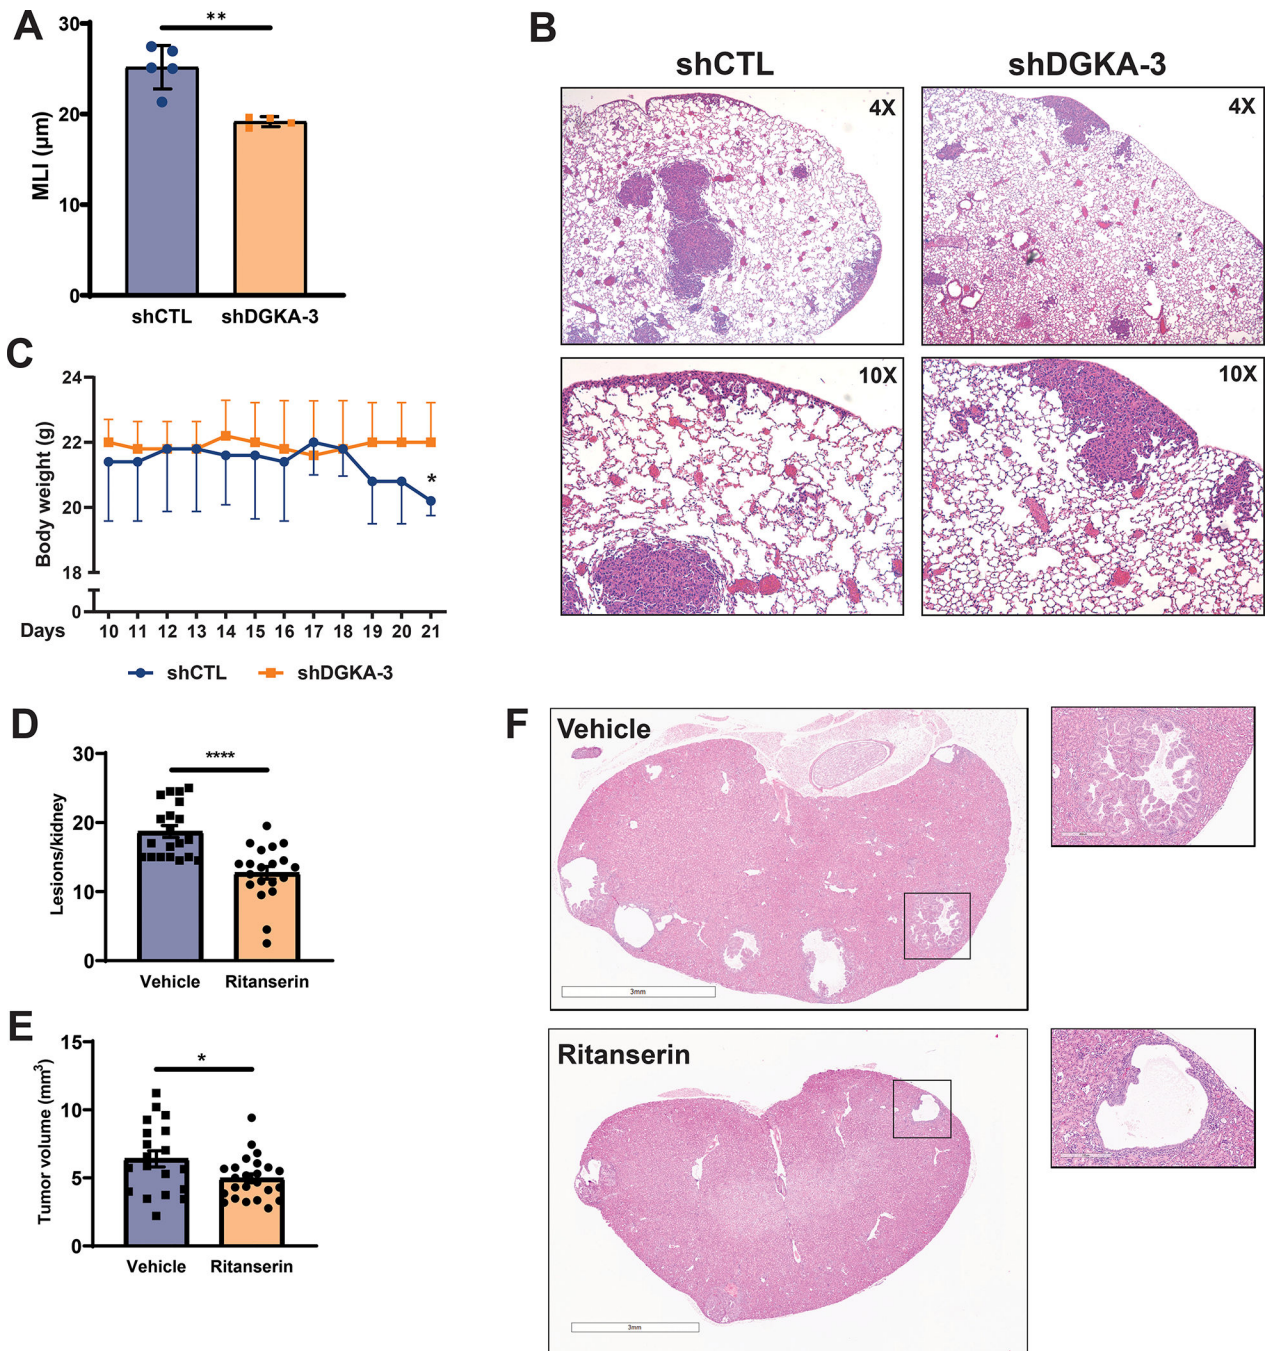 A
30
20
10
0
MLI (µm)
**
shCTL
shDGKA-3
B
shCTL
shDGKA-3
4X
4X
10X
10X
C
24
22
20
18
0
Body weight (g)
*
Days
10 11 12 13 14 15 16 17 18 19 20 21
shCTL
shDGKA-3
D
30
20
10
0
Lesions/kidney
****
Vehicle
Ritanserin
E
15
10
5
0
Tumor volume (mm³)
*
Vehicle
Ritanserin
F
Vehicle
3mm
Ritanserin
3mm